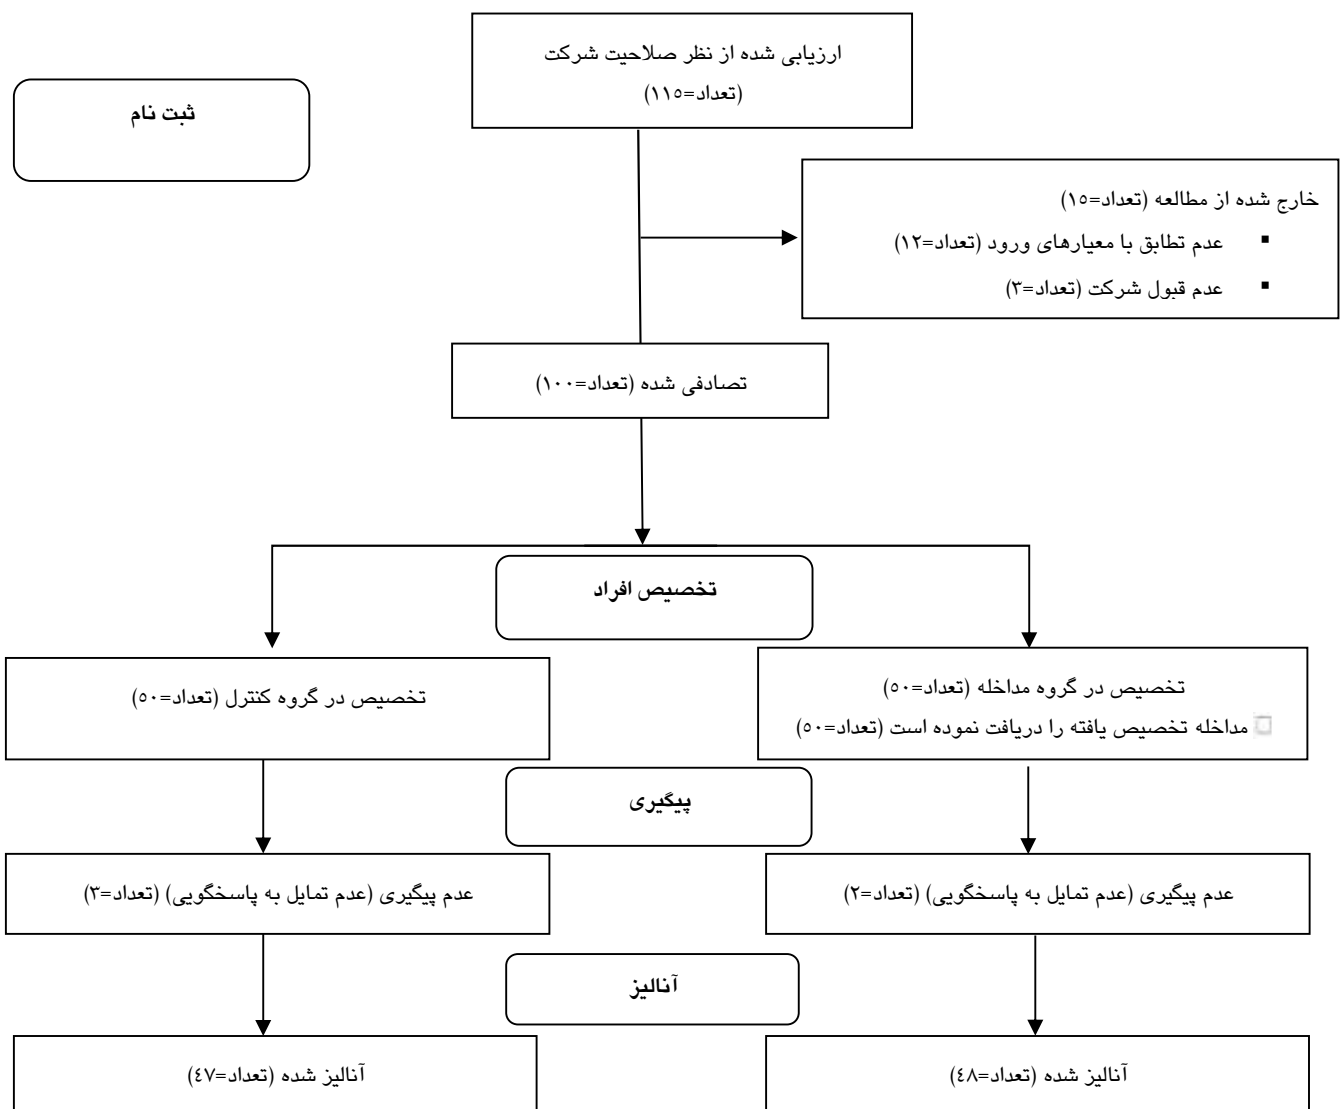 ارزیابی شده از نظر صلاحیت شرکت
(تعداد=۱۱۵)
ثبت نام
خارج شده از مطالعه (تعداد=۱۵)
▪ عدم تطابق با معیارهای ورود (تعداد=۱۲)
▪ عدم قبول شرکت (تعداد=۳)
تصادفی شده (تعداد=۱۰۰)
تخصیص افراد
تخصیص در گروه مداخله (تعداد=۵۰)
□ مداخله تخصیص یافته را دریافت نموده است (تعداد=۵۰)
تخصیص در گروه کنترل (تعداد=۵۰)
پیگیری
عدم پیگیری (عدم تمایل به پاسخگویی) (تعداد=۲)
عدم پیگیری (عدم تمایل به پاسخگویی) (تعداد=۳)
آنالیز
آنالیز شده (تعداد=٤۸)
آنالیز شده (تعداد=٤۷)